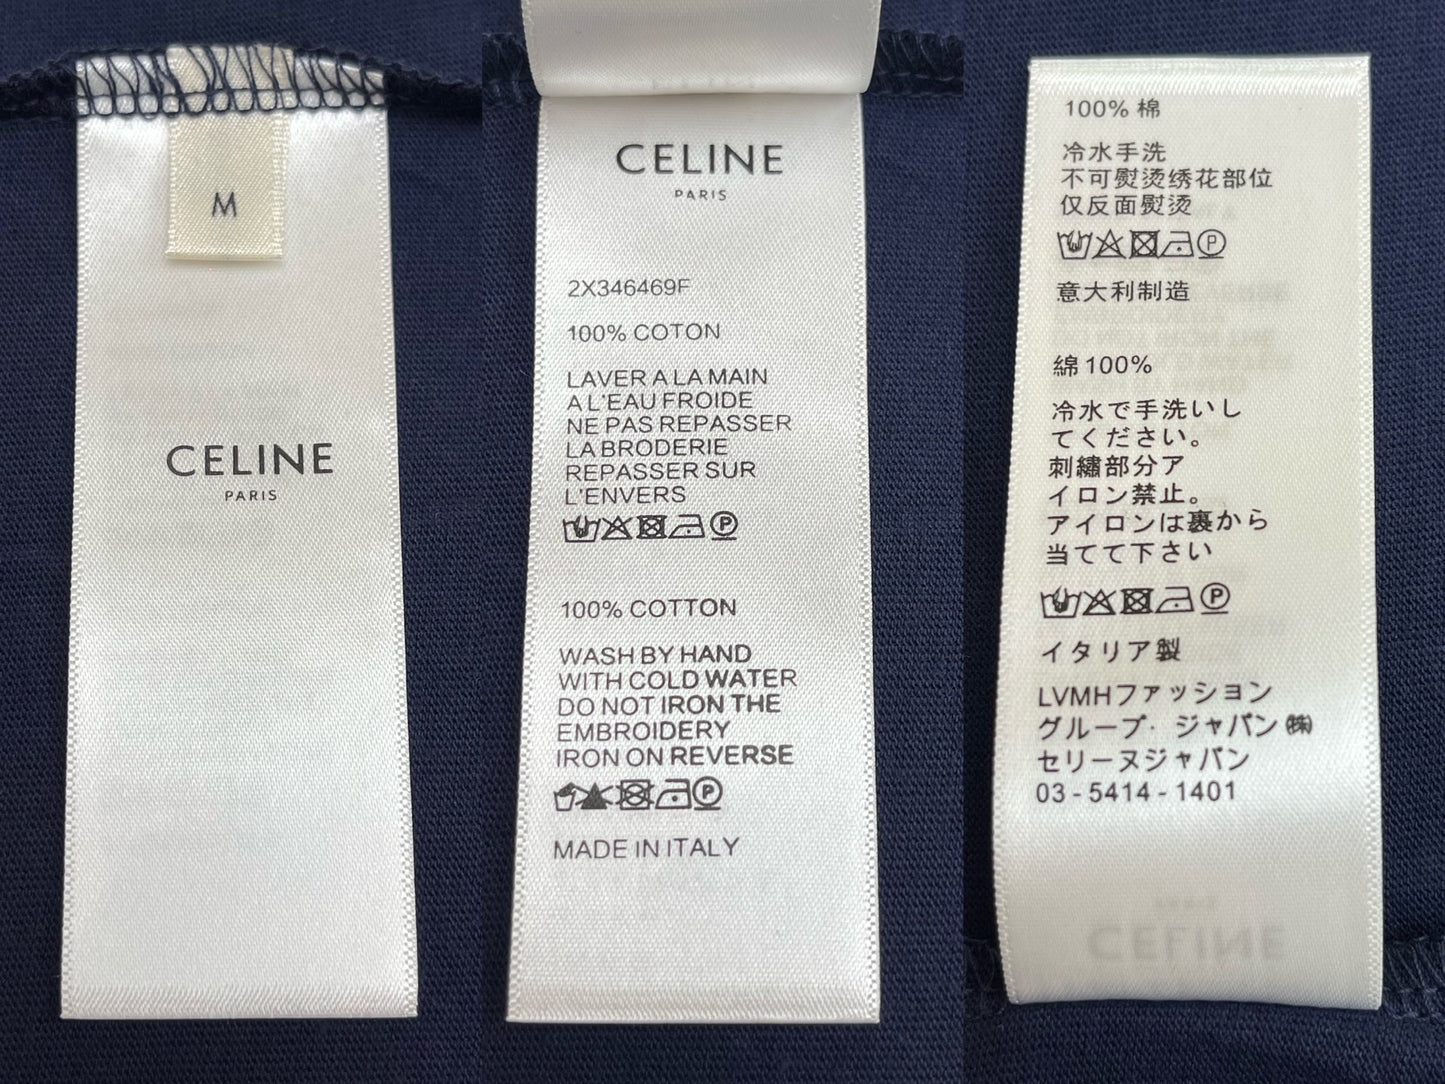 M
CELINE
PARIS
CELINE
PARIS
2X346469F
100% COTON
LAVER A LA MAIN
A L'EAU FROIDE
NE PAS REPASSER
LA BRODERIE
REPASSER SUR
L'ENVERS
P
100% COTTON
WASH BY HAND
WITH COLD WATER
DO NOT IRON THE
EMBROIDERY
IRON ON REVERSE
P
MADE IN ITALY
100% 棉
冷水手洗
不可熨烫绣花部位
仅反面熨烫
P
意大利制造
綿100%
冷水で手洗いし
てください。
刺繍部分ア
イロン禁止。
アイロンは裏から
当てて下さい
P
イタリア製
LVMHファッション
グループ・ジャパン㈱
セリーヌジャパン
03-5414-1401
CELINE